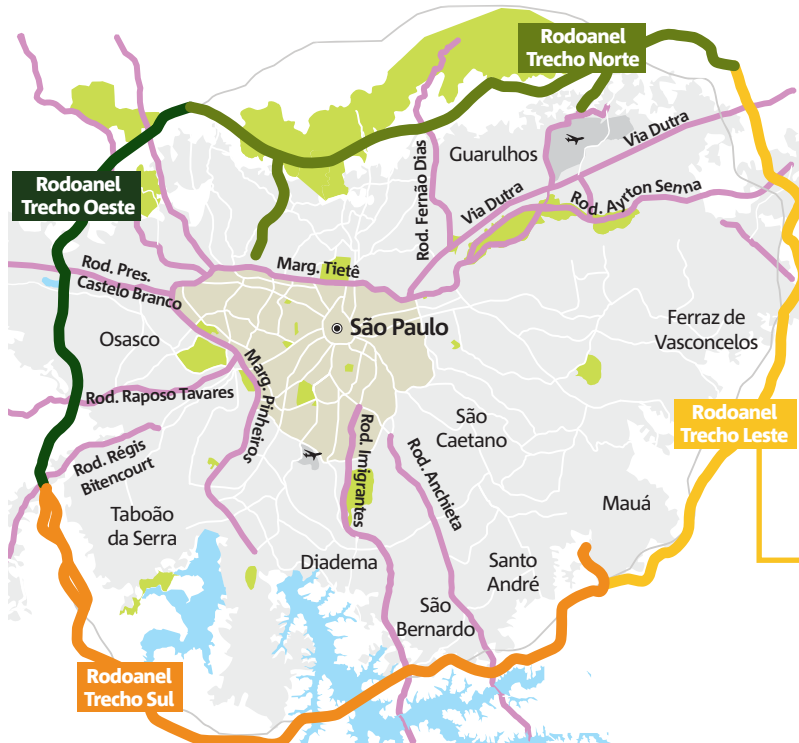 Rodoanel
Trecho Norte
Guarulhos
Via Dutra
Rod. Fernão Dias
Rodoanel
Trecho Oeste
Via Dutra
Rod. Ayrton Senna
Rod. Pres.
Castelo Branco
Marg. Tietê
São Paulo
Ferraz de
Vasconcelos
Osasco
Marg. Pinheiros
Rod. Raposo Tavares
Rod. Imigrantes
São
Caetano
Rodoanel
Trecho Leste
Rod. Régis
Bitencourt
Rod. Anchieta
Taboão
da Serra
Mauá
Diadema
Santo
André
São
Bernardo
Rodoanel
Trecho Sul